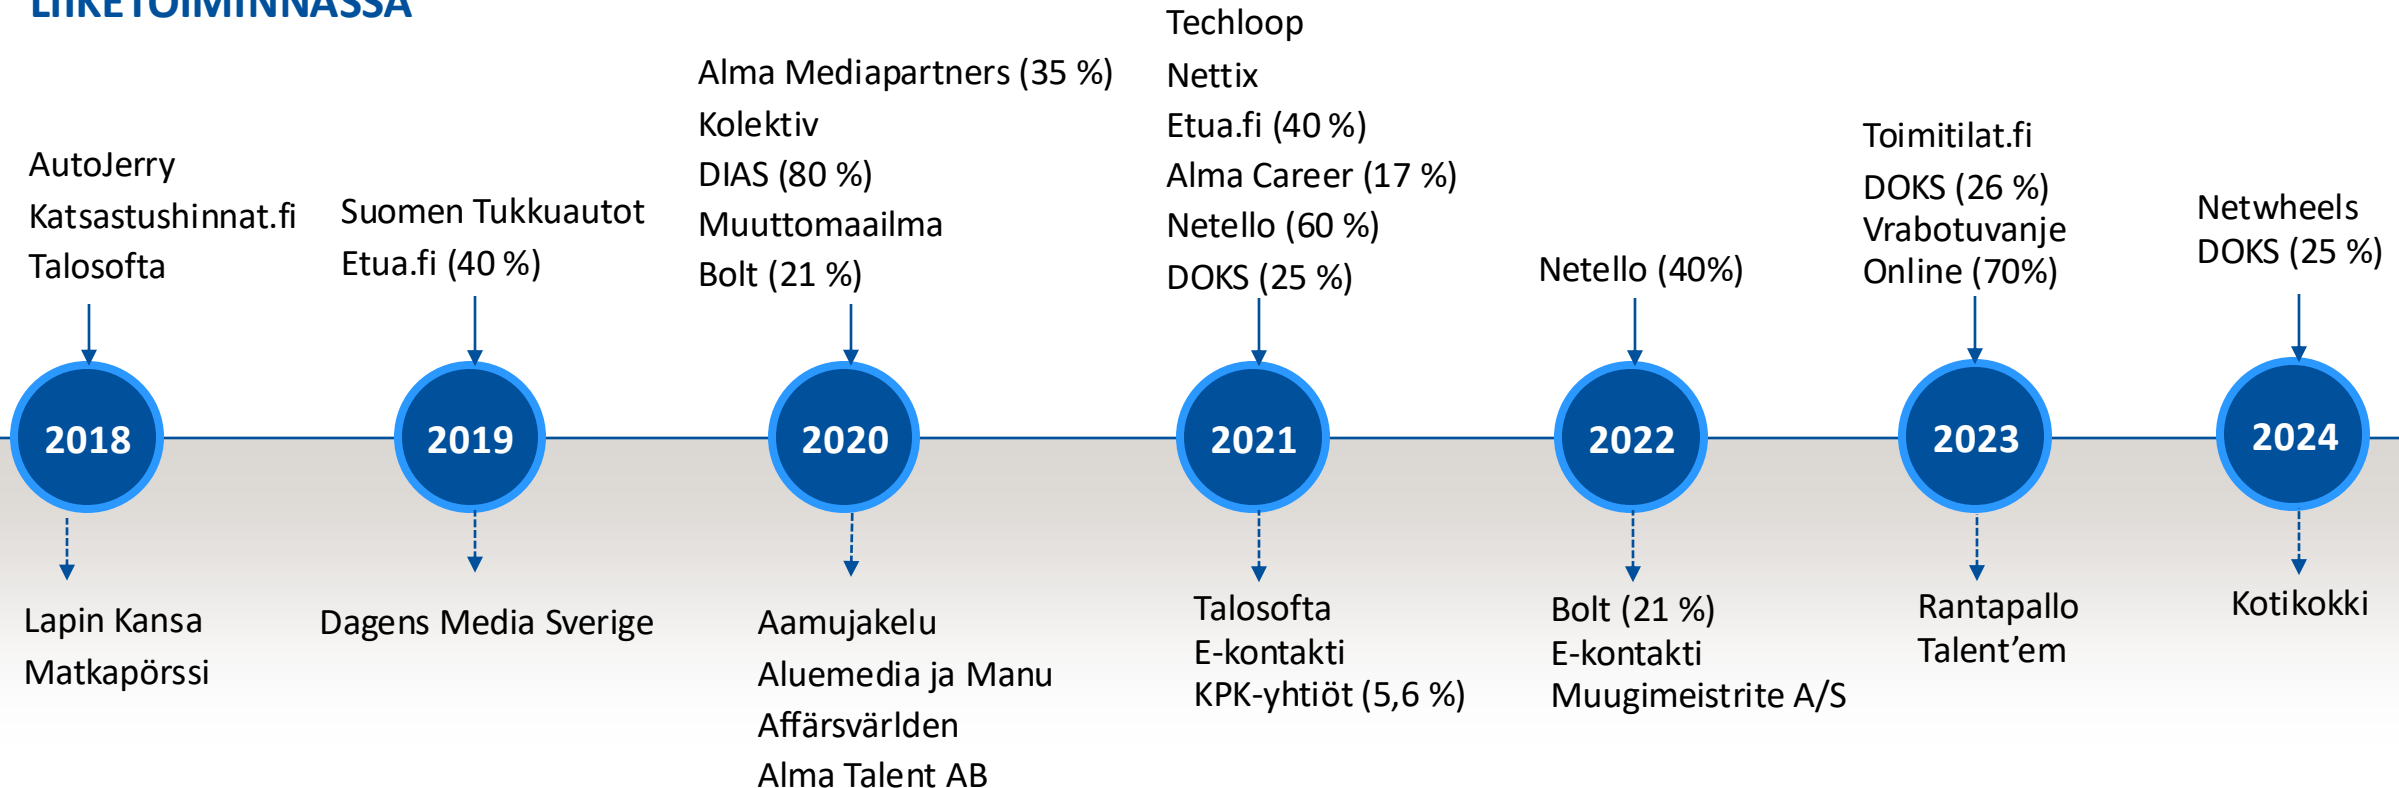 LIIKETOIMINNASSA
AutoJerry
Katsastushinnat.fi
Talosofta
Suomen Tukkuautot
Etua.fi (40 %)
Alma Mediapartners (35 %)
Kolektiv
DIAS (80 %)
Muuttomaailma
Bolt (21 %)
Techloop
Nettix
Etua.fi (40 %)
Alma Career (17 %)
Netello (60 %)
DOKS (25 %)
Netello (40%)
Toimitilat.fi
DOKS (26 %)
Vrabotuvanje
Online (70%)
Netwheels
DOKS (25 %)
2018
2019
2020
2021
2022
2023
2024
Lapin Kansa
Matkapörssi
Dagens Media Sverige
Aamujakelu
Aluemedia ja Manu
Affärsvärlden
Alma Talent AB
Talosofta
E-kontakti
KPK-yhtiöt (5,6 %)
Bolt (21 %)
E-kontakti
Muugimeistrite A/S
Rantapallo
Talent’em
Kotikokki